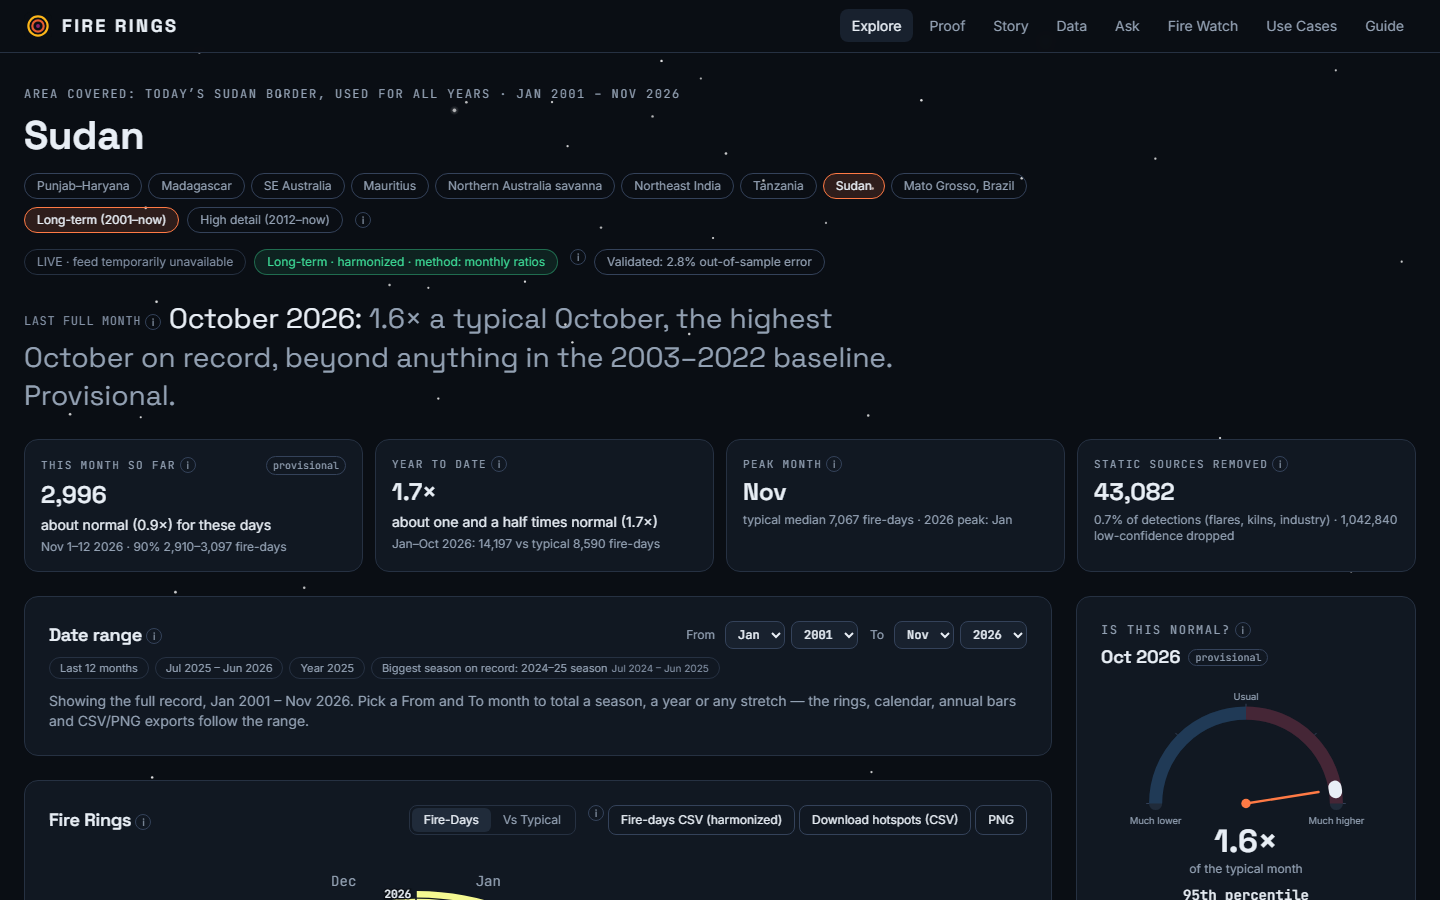 FIRE RINGS
Explore Proof Story Data Ask Fire Watch Use Cases Guide
AREA COVERED: TODAY'S SUDAN BORDER, USED FOR ALL YEARS · JAN 2001 – NOV 2026
Sudan
Punjab–Haryana Madagascar SE Australia Mauritius Northern Australia savanna Northeast India Tanzania Sudan Mato Grosso, Brazil
Long-term (2001–now) High detail (2012–now) i
LIVE · feed temporarily unavailable Long-term · harmonized · method: monthly ratios i Validated: 2.8% out-of-sample error
LAST FULL MONTH i October 2026: 1.6× a typical October, the highest
October on record, beyond anything in the 2003–2022 baseline.
Provisional.
THIS MONTH SO FAR i provisional
2,996
about normal (0.9×) for these days
Nov 1–12 2026 · 90% 2,910–3,097 fire-days
YEAR TO DATE i
1.7×
about one and a half times normal (1.7×)
Jan–Oct 2026: 14,197 vs typical 8,590 fire-days
PEAK MONTH i
Nov
typical median 7,067 fire-days · 2026 peak: Jan
STATIC SOURCES REMOVED i
43,082
0.7% of detections (flares, kilns, industry) · 1,042,840
low-confidence dropped
Date range i From Jan 2001 To Nov 2026
Last 12 months Jul 2025 – Jun 2026 Year 2025 Biggest season on record: 2024–25 season Jul 2024 – Jun 2025
Showing the full record, Jan 2001 – Nov 2026. Pick a From and To month to total a season, a year or any stretch — the rings, calendar, annual bars
and CSV/PNG exports follow the range.
Fire Rings i Fire-Days Vs Typical i Fire-days CSV (harmonized) Download hotspots (CSV) PNG
Dec Jan
2026
IS THIS NORMAL? i
Oct 2026 provisional
Usual
Much lower Much higher
1.6×
of the typical month
95th percentile